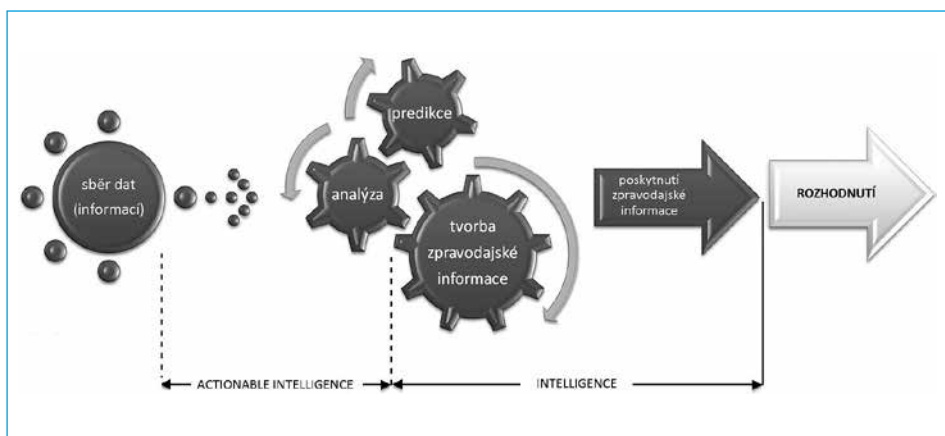 sběr dat
(informací)
predikce
analýza
tvorba
zpravodajské
informace
poskytnutí
zpravodajské
informace
ROZHODNUTÍ
ACTIONABLE INTELLIGENCE
INTELLIGENCE